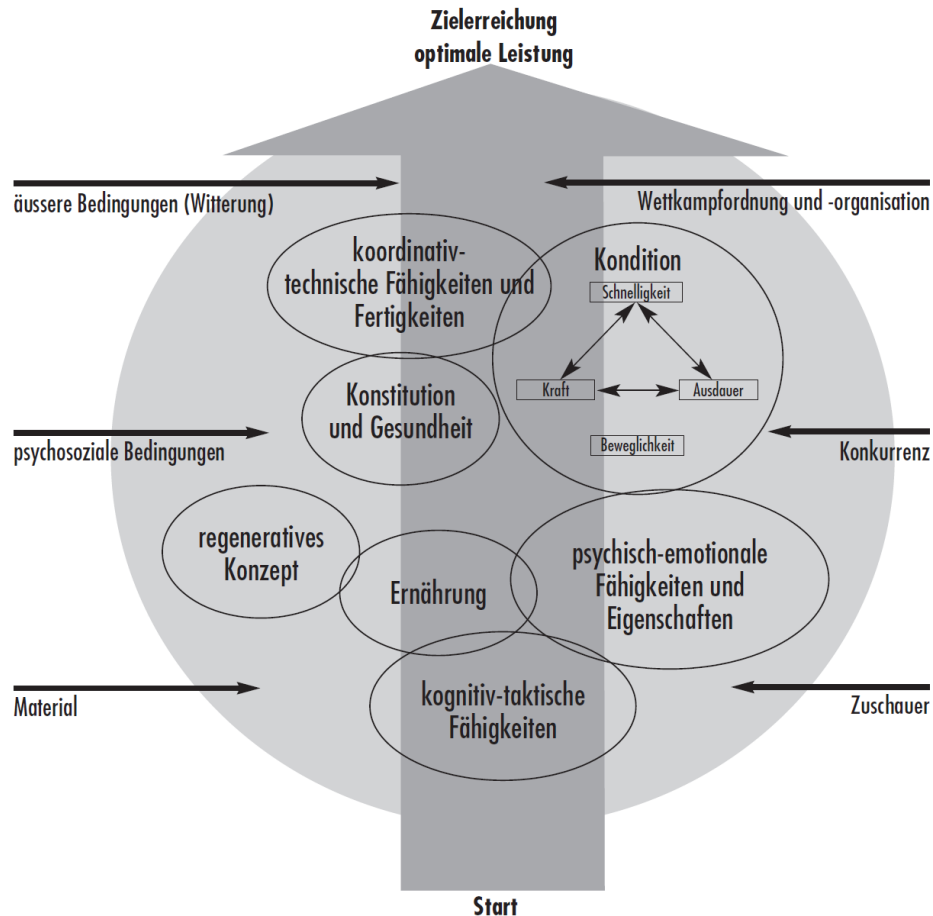 Zielerreichung
optimale Leistung
äussere Bedingungen (Witterung)
Wettkampfordnung und -organisation
koordinativ-
technische Fähigkeiten und
Fertigkeiten
Kondition
Schnelligkeit
Kraft
Ausdauer
Beweglichkeit
Konstitution
und Gesundheit
psychosoziale Bedingungen
Konkurrenz
regeneratives
Konzept
Ernährung
psychisch-emotionale
Fähigkeiten und
Eigenschaften
kognitiv-taktische
Fähigkeiten
Material
Zuschauer
Start